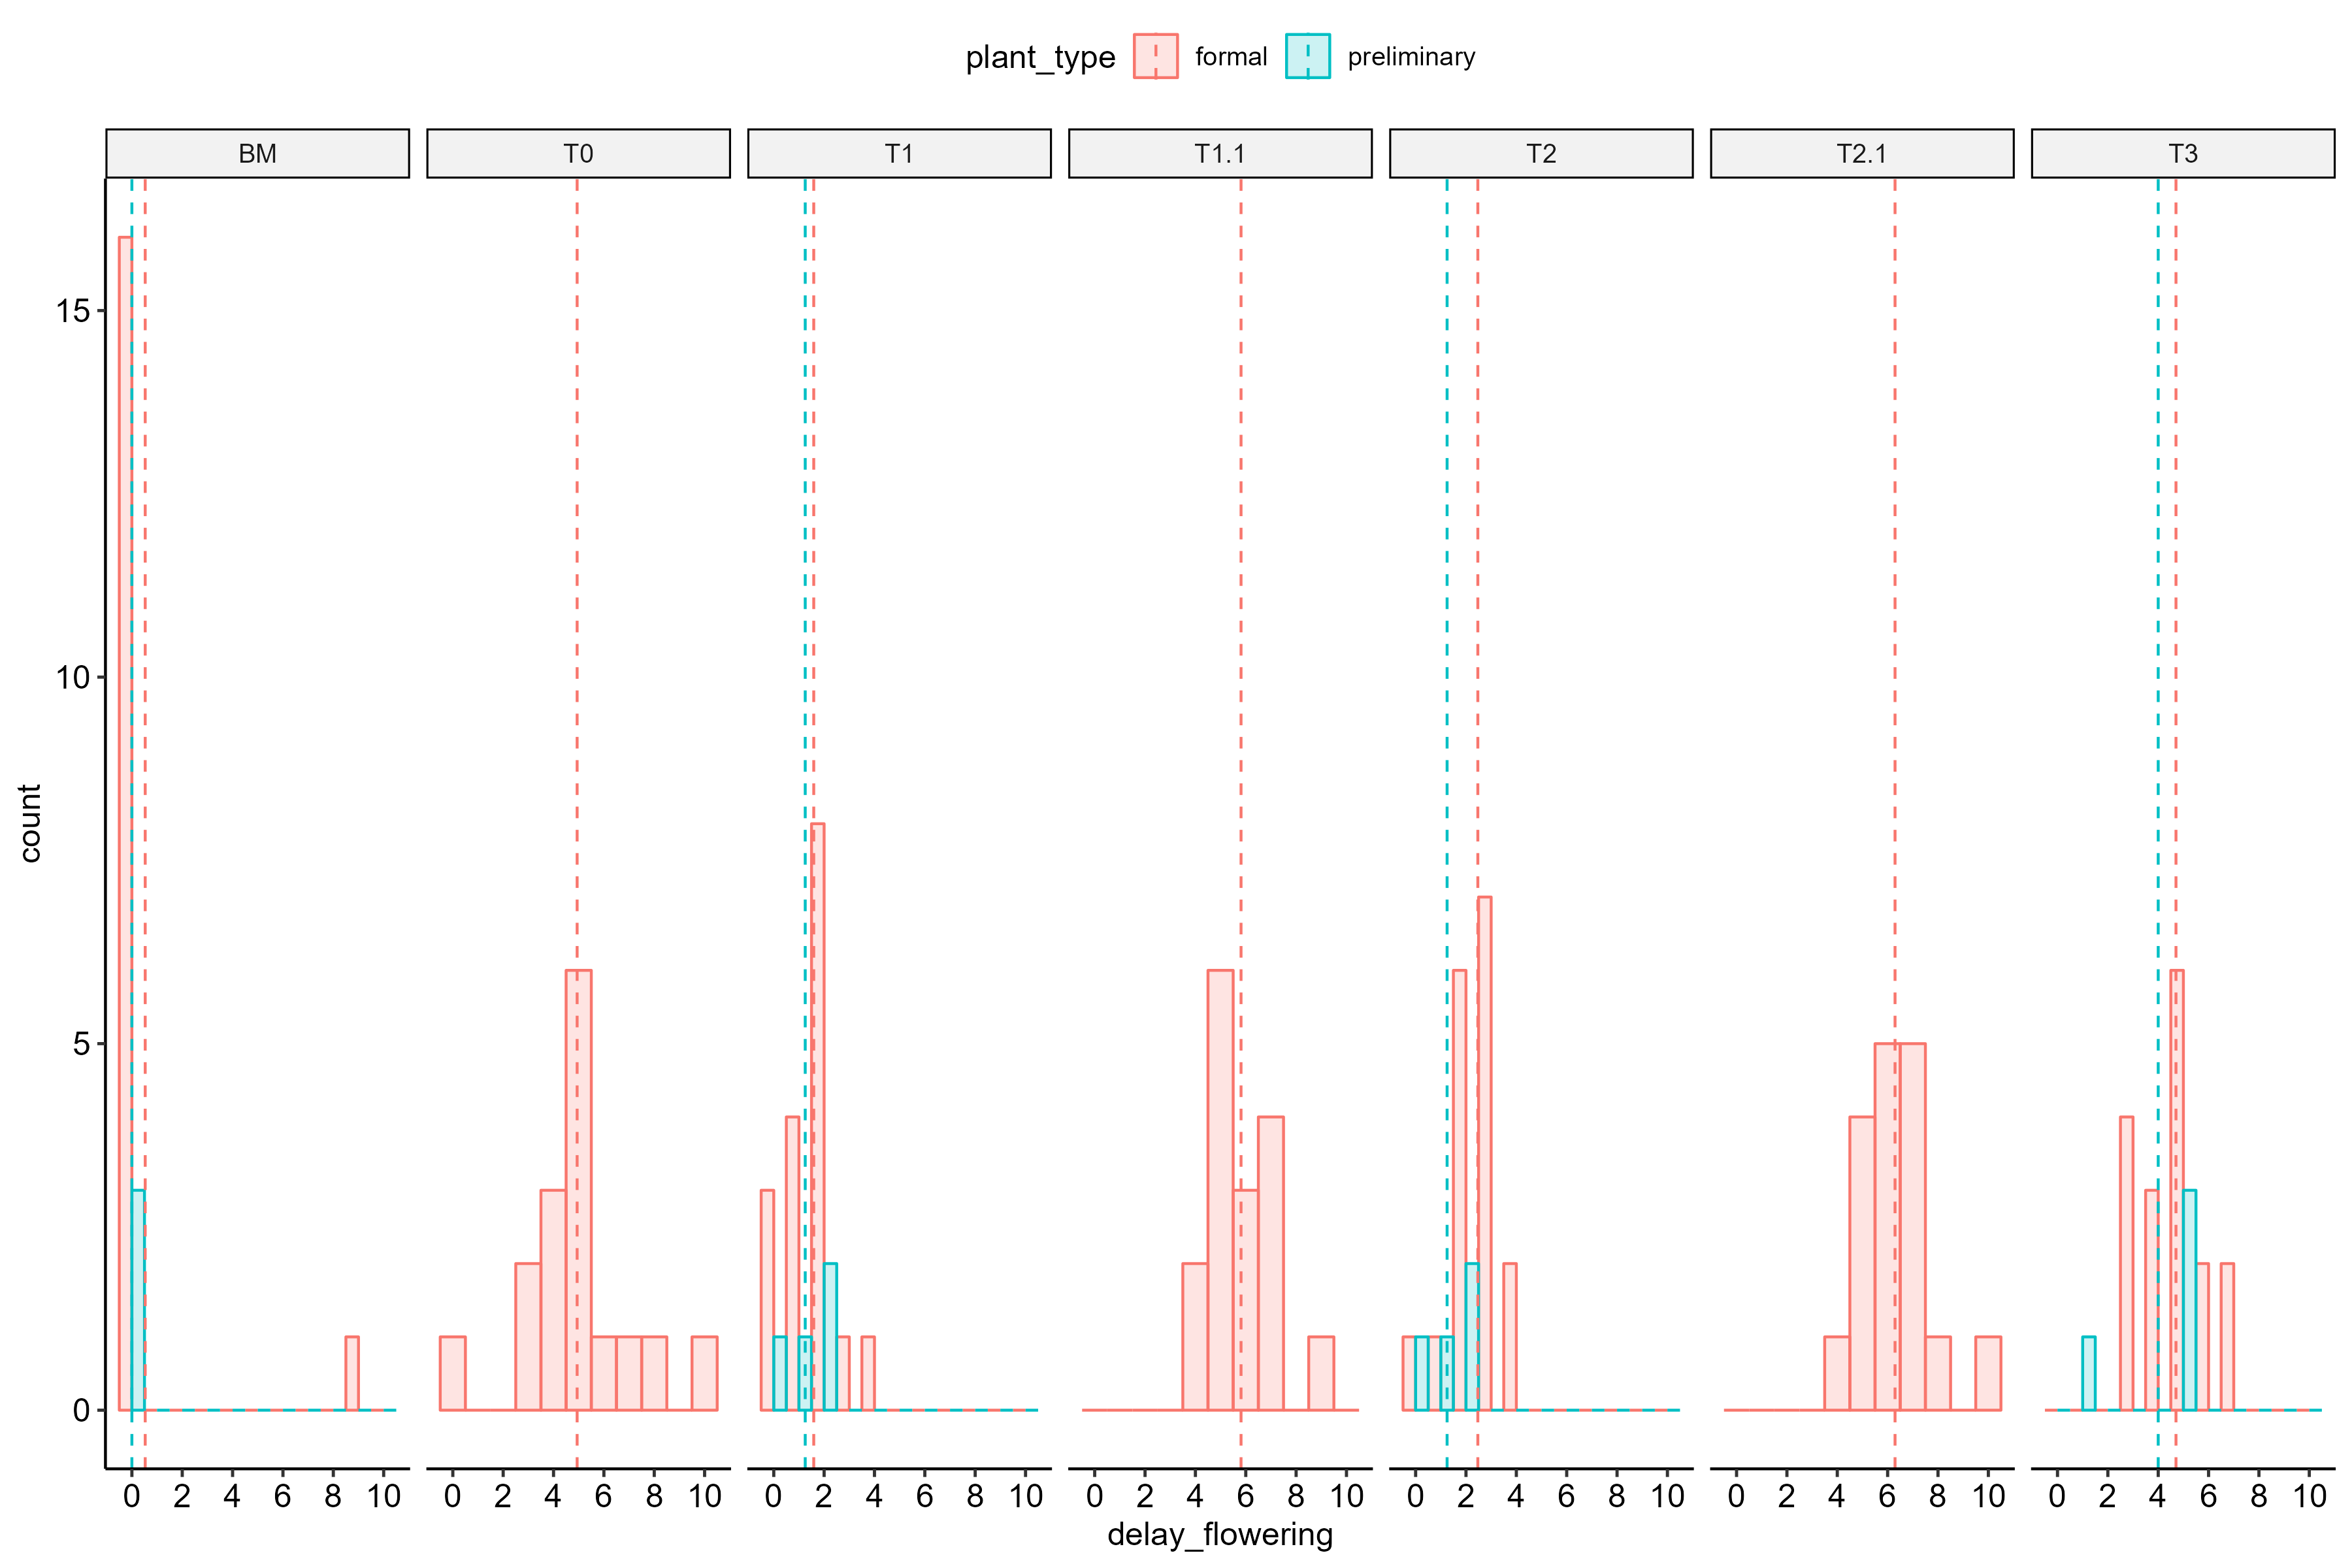 plant_type formal preliminary
BM T0 T1 T1.1 T2 T2.1 T3
15
10
count
5
0
0 2 4 6 8 10 0 2 4 6 8 10 0 2 4 6 8 10 0 2 4 6 8 10 0 2 4 6 8 10 0 2 4 6 8 10 0 2 4 6 8 10
delay_flowering